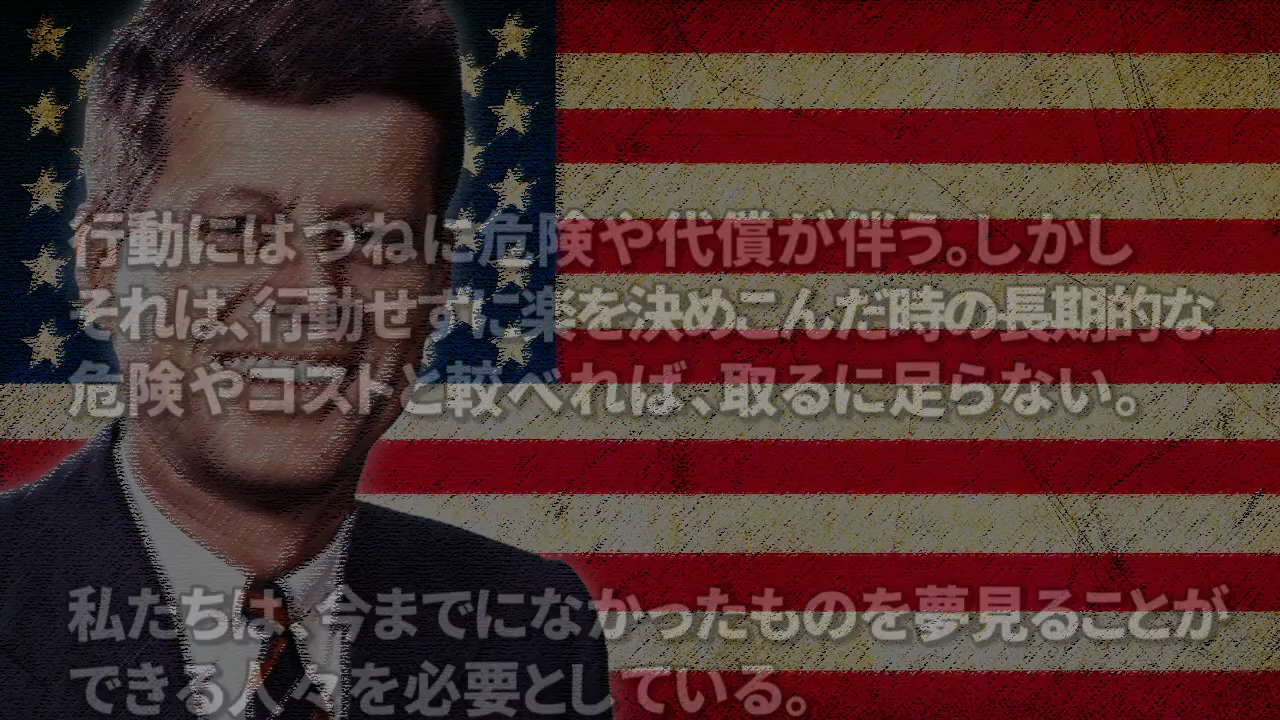 行動にはつねに危険や代償が伴う。しかし
それは、行動せずに楽を決めこんだ時の長期的な
危険やコストと較べれば、取るに足らない。
私たちは、今までになかったものを夢見ることが
できる人々を必要としている。